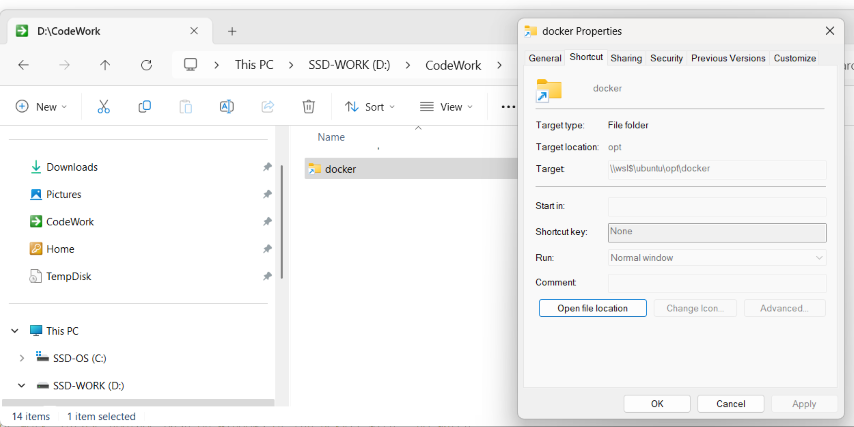 D:\CodeWork
This PC > SSD-WORK (D:) > CodeWork >
New
Sort
View
Name
docker
Downloads
Pictures
CodeWork
Home
TempDisk
This PC
SSD-OS (C:)
SSD-WORK (D:)
14 items 1 item selected
docker Properties
General Shortcut Sharing Security Previous Versions Customize
docker
Target type: File folder
Target location: opt
Target: \\wsl$\ubuntu\opt\docker
Start in:
Shortcut key: None
Run: Normal window
Comment:
Open file location Change Icon... Advanced...
OK Cancel Apply